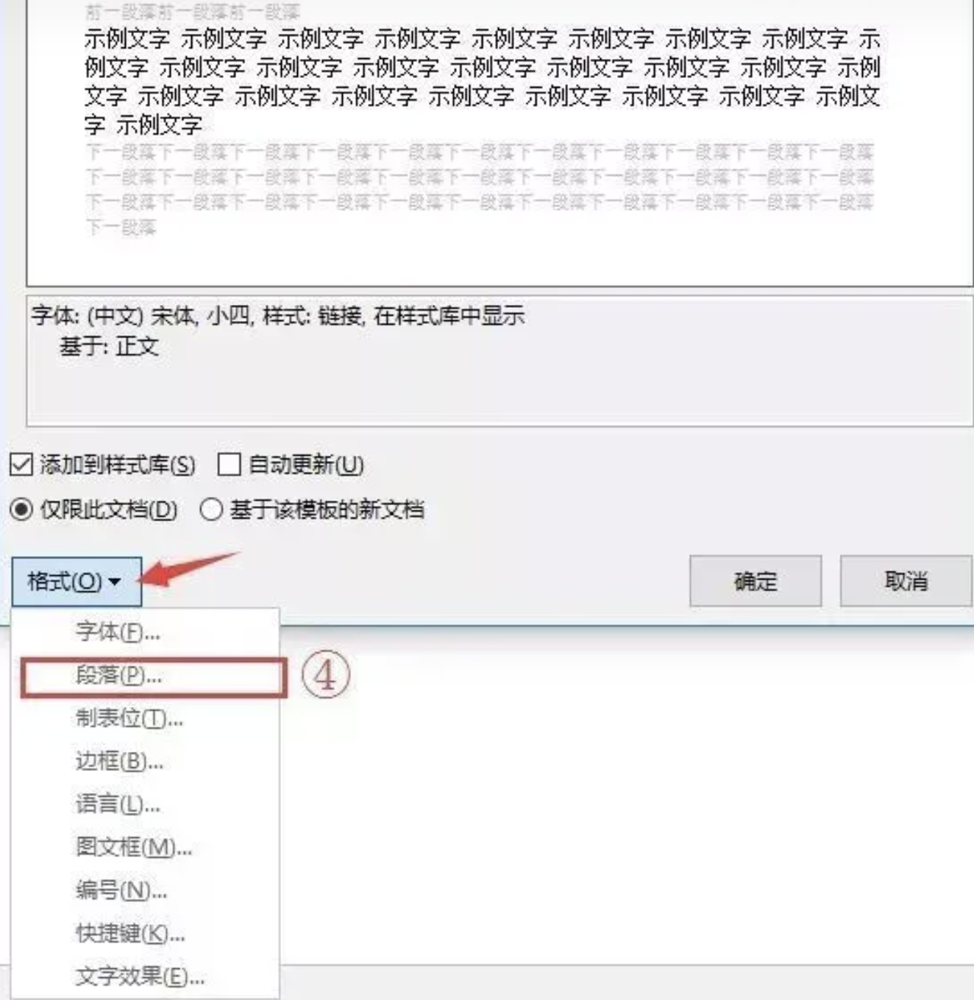 前一段落前一段落前一段落
示例文字 示例文字 示例文字 示例文字 示例文字 示例文字 示例文字 示例文字 示
例文字 示例文字 示例文字 示例文字 示例文字 示例文字 示例文字 示例文字 示例
文字 示例文字 示例文字 示例文字 示例文字 示例文字 示例文字 示例文字 示例文
字 示例文字
下一段落下一段落下一段落下一段落下一段落下一段落下一段落下一段落下一段落下一段落下一段落
下一段落下一段落下一段落下一段落下一段落下一段落下一段落下一段落下一段落下一段落下一段落
下一段落下一段落下一段落下一段落下一段落下一段落下一段落下一段落下一段落下一段落下一段落
下一段落
字体: (中文) 宋体, 小四, 样式: 链接, 在样式库中显示
基于: 正文
添加到样式库(S) 自动更新(U)
仅限此文档(D) 基于该模板的新文档
格式(O) 确定 取消
字体(F)...
段落(P)... ④
制表位(T)...
边框(B)...
语言(L)...
图文框(M)...
编号(N)...
快捷键(K)...
文字效果(E)...